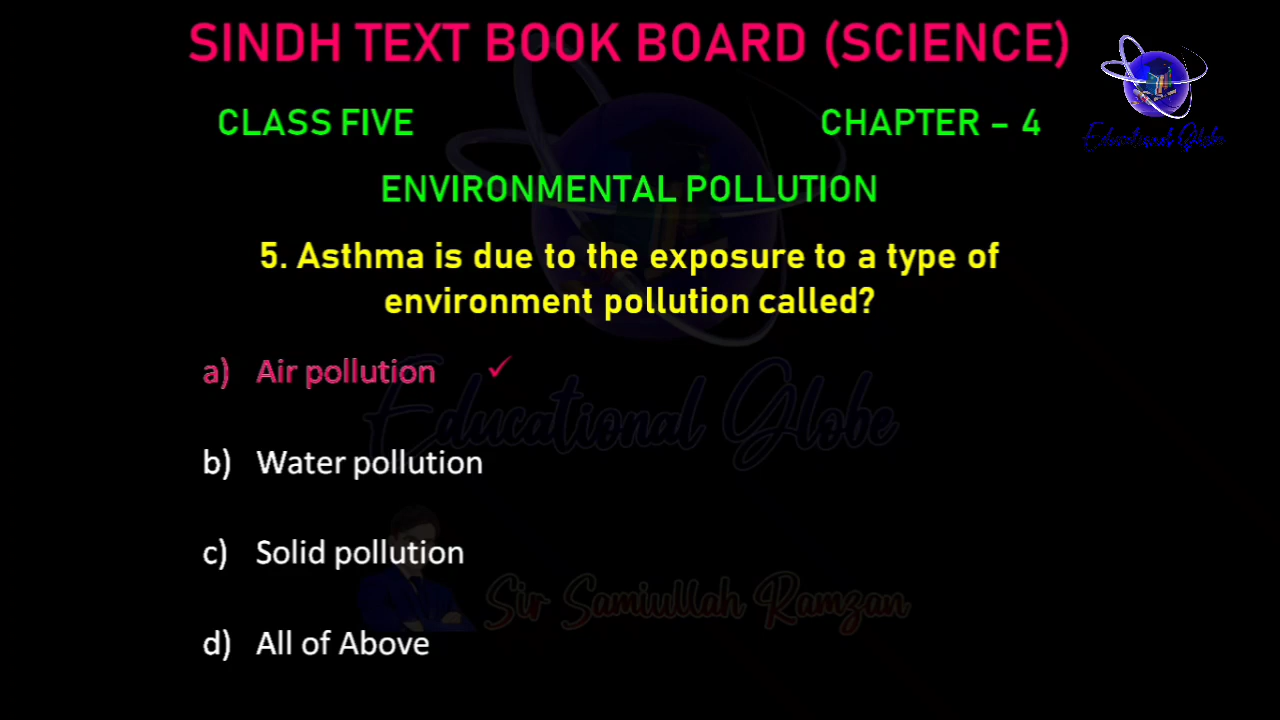 SINDH TEXT BOOK BOARD (SCIENCE)
CLASS FIVE
CHAPTER – 4
Educational Globe
ENVIRONMENTAL POLLUTION
5. Asthma is due to the exposure to a type of
environment pollution called?
a) Air pollution ✓
Educational Globe
b) Water pollution
c) Solid pollution
Sir Samiullah Ramzan
d) All of Above